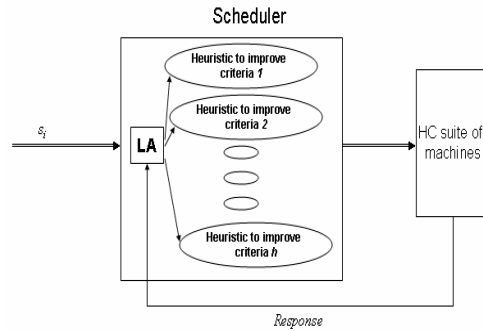 Scheduler
Heuristic to improve
criteria 1
Heuristic to improve
criteria 2
s_i
LA
HC suite of
machines
Heuristic to improve
criteria h
Response